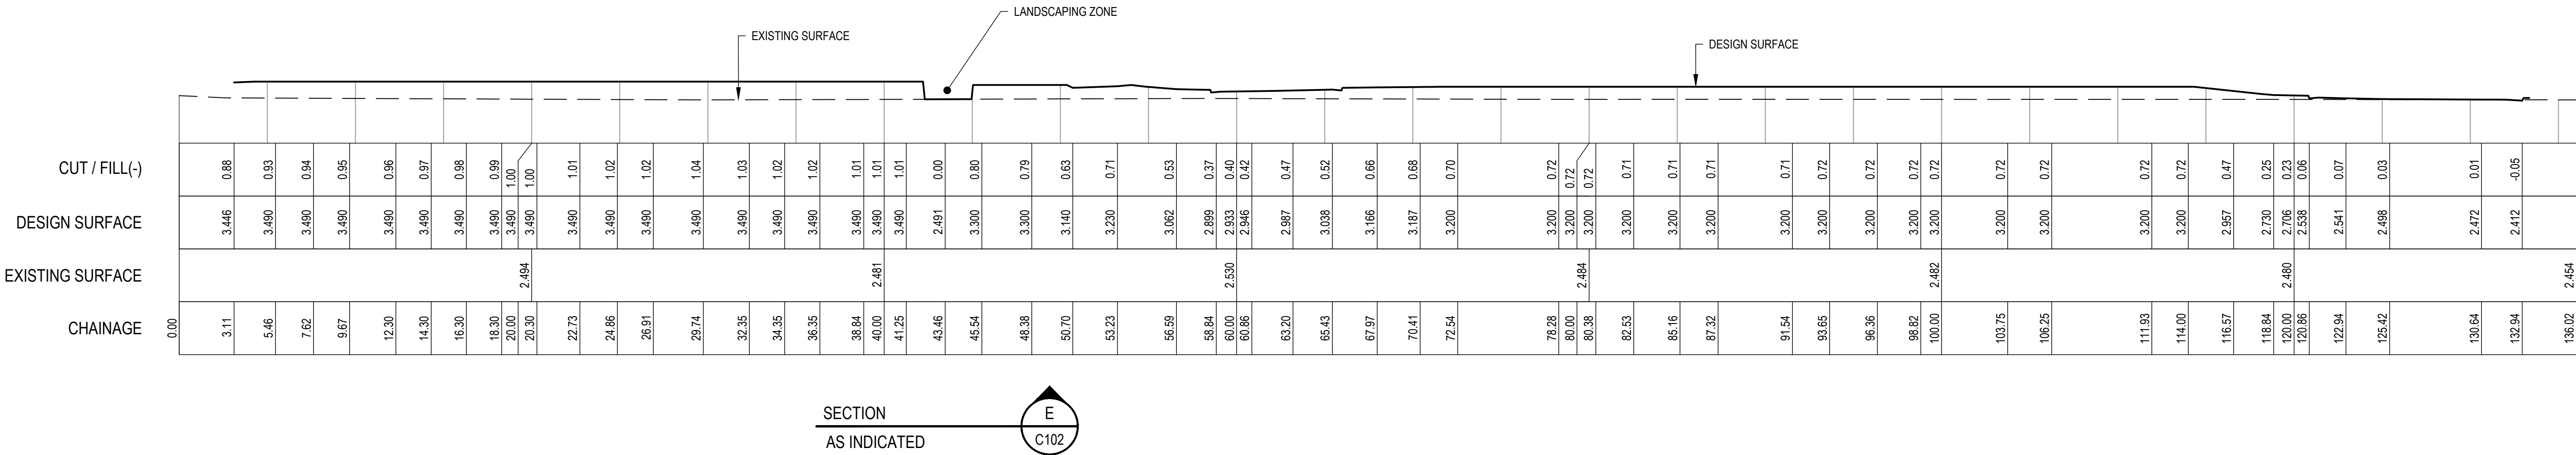 LANDSCAPING ZONE
EXISTING SURFACE
DESIGN SURFACE
CUT / FILL(-) 0.88 0.93 0.94 0.95 0.96 0.97 0.98 0.99 1.00 1.00 1.01 1.02 1.02 1.04 1.03 1.02 1.02 1.01 1.01 1.01 0.00 0.80 0.79 0.63 0.71 0.53 0.37 0.40 0.42 0.47 0.52 0.66 0.68 0.70 0.72 0.72 0.72 0.71 0.71 0.71 0.71 0.72 0.72 0.72 0.72 0.72 0.72 0.72 0.72 0.47 0.25 0.23 0.06 0.07 0.03 0.01 -0.05
DESIGN SURFACE 3.446 3.490 3.490 3.490 3.490 3.490 3.490 3.490 3.490 3.490 3.490 3.490 3.490 3.490 3.490 3.490 3.490 3.490 3.490 3.490 2.491 3.300 3.300 3.140 3.230 3.062 2.899 2.933 2.946 2.987 3.038 3.166 3.187 3.200 3.200 3.200 3.200 3.200 3.200 3.200 3.200 3.200 3.200 3.200 3.200 3.200 3.200 3.200 3.200 2.957 2.730 2.706 2.538 2.541 2.498 2.472 2.412
EXISTING SURFACE 2.494 2.481 2.530 2.484 2.482 2.480 2.454
CHAINAGE 0.00 3.11 5.46 7.62 9.67 12.30 14.30 16.30 18.30 20.00 20.30 22.73 24.86 26.91 29.74 32.35 34.35 36.35 38.84 40.00 41.25 43.46 45.54 48.38 50.70 53.23 56.59 58.84 60.00 60.86 63.20 65.43 67.97 70.41 72.54 78.28 80.00 80.38 82.53 85.16 87.32 91.54 93.65 96.36 98.82 100.00 103.75 106.25 111.93 114.00 116.57 118.84 120.00 120.86 122.94 125.42 130.64 132.94 136.02
SECTION
AS INDICATED
E
C102